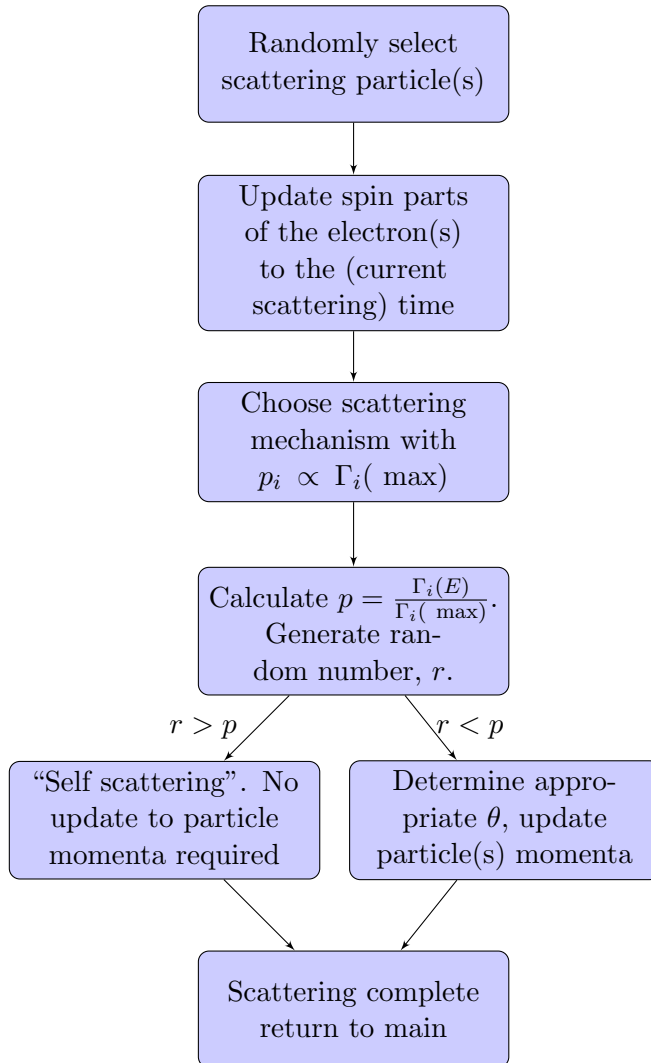 Randomly select
scattering particle(s)
Update spin parts
of the electron(s)
to the (current
scattering) time
Choose scattering
mechanism with
p_i ∝ Γ_i( max)
Calculate p = Γ_i(E)/Γ_i( max).
Generate ran-
dom number, r.
r > p
r < p
“Self scattering”. No
update to particle
momenta required
Determine appro-
priate θ, update
particle(s) momenta
Scattering complete
return to main